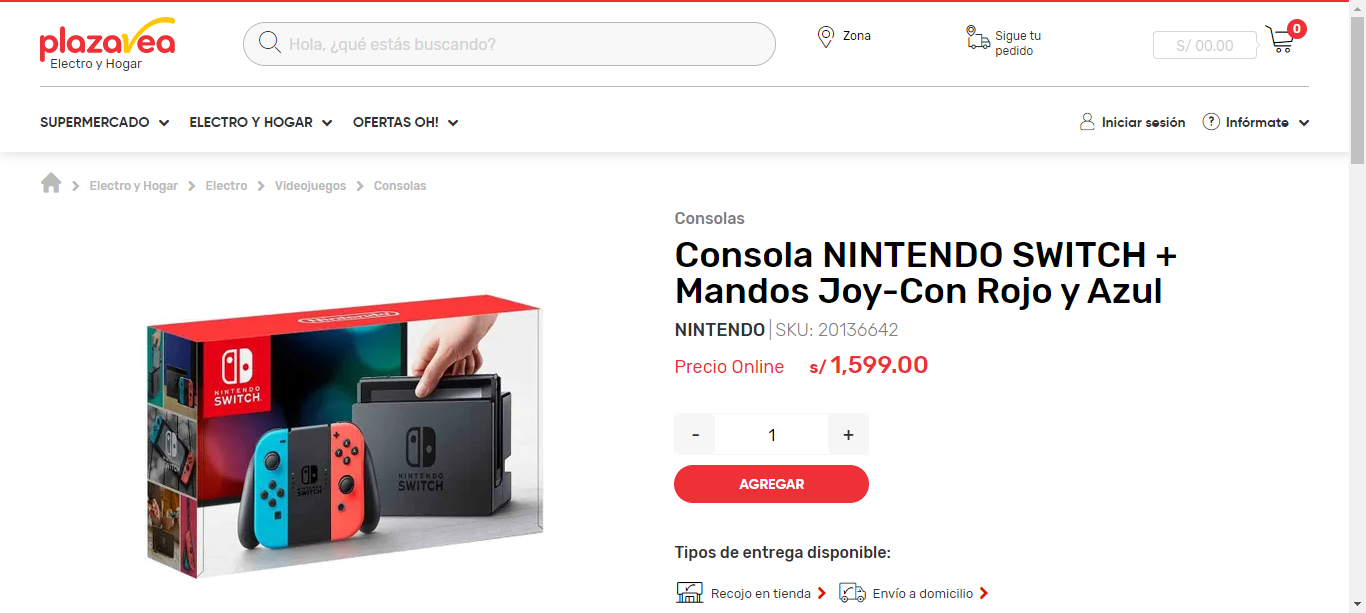 plazavea
Electro y Hogar
Hola, ¿qué estás buscando?
Zona
Sigue tu
pedido
S/ 00.00
0
SUPERMERCADO
ELECTRO Y HOGAR
OFERTAS OH!
Iniciar sesión
? Infórmate
Electro y Hogar
Electro
Videojuegos
Consolas
Consolas
Consola NINTENDO SWITCH +
Mandos Joy-Con Rojo y Azul
NINTENDO | SKU: 20136642
Precio Online s/ 1,599.00
- 1 +
AGREGAR
Tipos de entrega disponible:
Recojo en tienda
Envío a domicilio
Nintendo
NINTENDO
SWITCH
NINTENDO
SWITCH
NINTENDO
SWITCH